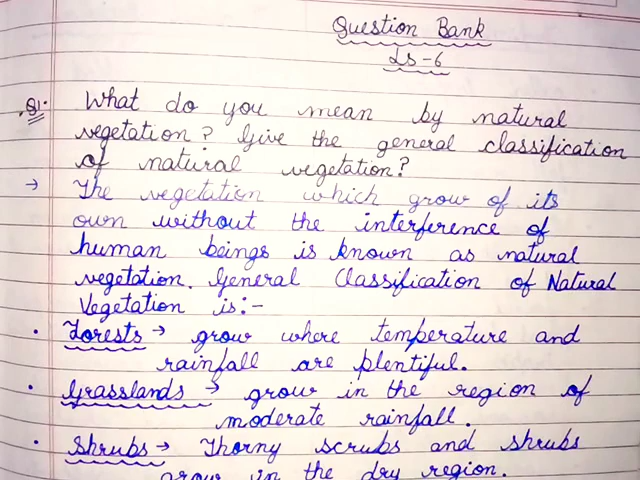 Question Bank
LS-6
Q1. What do you mean by natural
vegetation? Give the general classification
of natural vegetation?
→ The vegetation which grow of its
own without the interference of
human beings is known as natural
vegetation. General Classification of Natural
Vegetation is:-
• Forests → grow where temperature and
rainfall are plentiful.
• Grasslands → grow in the region of
moderate rainfall.
• Shrubs → Thorny scrubs and shrubs
grow in the dry region.